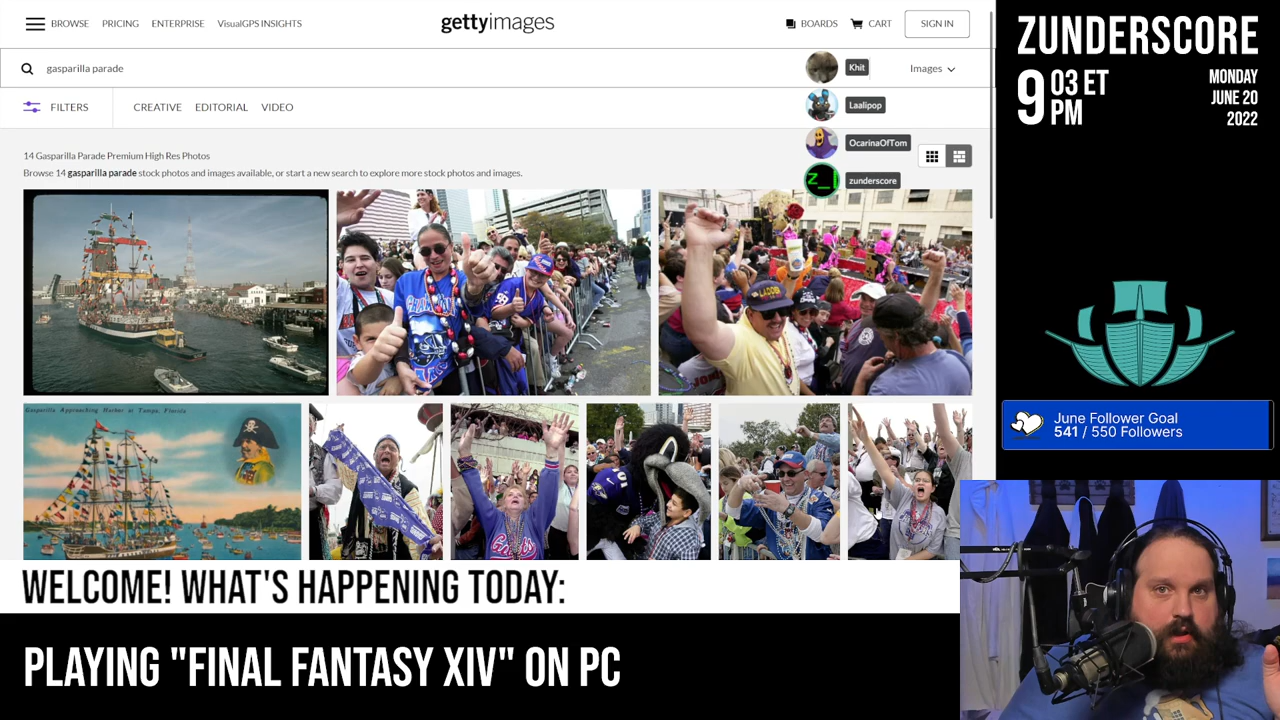 BROWSE PRICING ENTERPRISE VisualGPS INSIGHTS
gettyimages
BOARDS CART SIGN IN
gasparilla parade
Images
FILTERS CREATIVE EDITORIAL VIDEO
Khit
Laalipop
OcarinaOfTom
zunderscore
z_
14 Gasparilla Parade Premium High Res Photos
Browse 14 gasparilla parade stock photos and images available, or start a new search to explore more stock photos and images.
Gasparilla Approaching Harbor at Tampa, Florida
Giants
ZUNDERSCORE
9 03 ET
PM
MONDAY
JUNE 20
2022
June Follower Goal
541 / 550 Followers
WELCOME! WHAT'S HAPPENING TODAY:
PLAYING "FINAL FANTASY XIV" ON PC